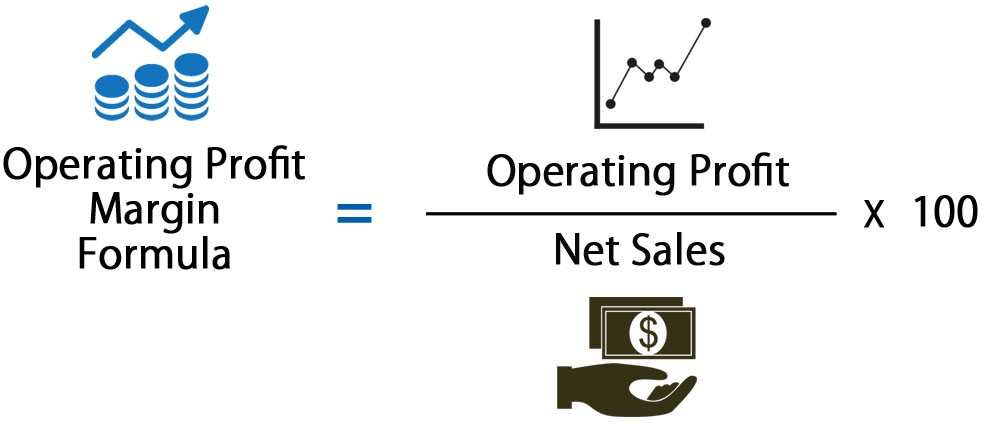 Operating Profit
Margin
Formula
=
Operating Profit
Net Sales
x 100
$